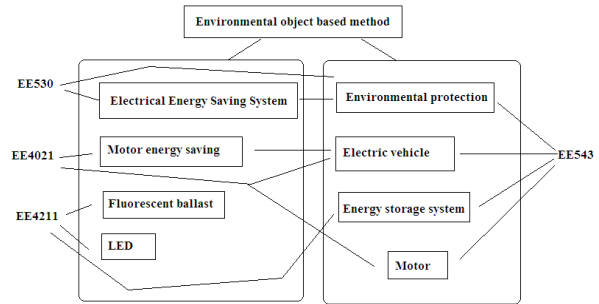 Environmental object based method
EE530
Electrical Energy Saving System
Environmental protection
EE4021
Motor energy saving
Electric vehicle
EE543
Fluorescent ballast
Energy storage system
EE4211
LED
Motor